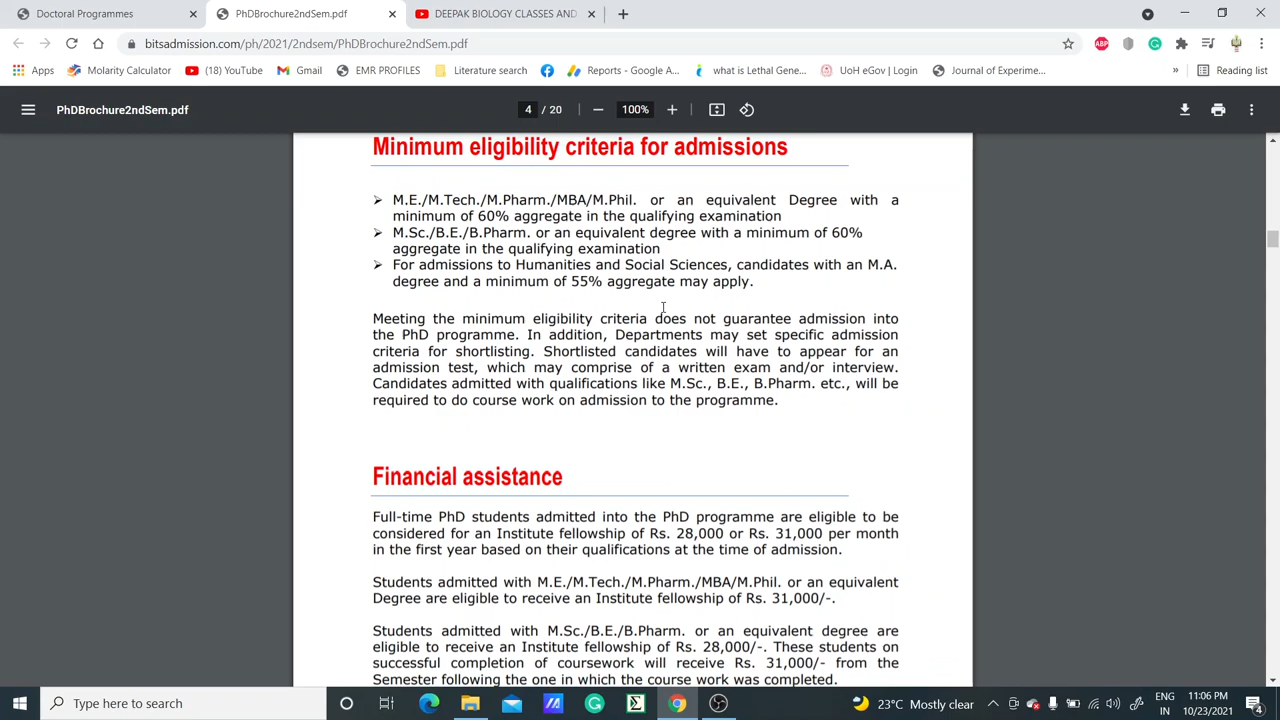 Doctoral Programmes
PhDBrochure2ndSem.pdf
DEEPAK BIOLOGY CLASSES AND
bitsadmission.com/ph/2021/2ndsem/PhDBrochure2ndSem.pdf
ABP
Apps
Molarity Calculator
(18) YouTube
Gmail
EMR PROFILES
Literature search
Reports - Google A...
what is Lethal Gene...
UoH eGov | Login
Journal of Experime...
»
Reading list
PhDBrochure2ndSem.pdf
4 / 20
100%
Minimum eligibility criteria for admissions
M.E./M.Tech./M.Pharm./MBA/M.Phil. or an equivalent Degree with a
minimum of 60% aggregate in the qualifying examination
M.Sc./B.E./B.Pharm. or an equivalent degree with a minimum of 60%
aggregate in the qualifying examination
For admissions to Humanities and Social Sciences, candidates with an M.A.
degree and a minimum of 55% aggregate may apply.
Meeting the minimum eligibility criteria does not guarantee admission into
the PhD programme. In addition, Departments may set specific admission
criteria for shortlisting. Shortlisted candidates will have to appear for an
admission test, which may comprise of a written exam and/or interview.
Candidates admitted with qualifications like M.Sc., B.E., B.Pharm. etc., will be
required to do course work on admission to the programme.
Financial assistance
Full-time PhD students admitted into the PhD programme are eligible to be
considered for an Institute fellowship of Rs. 28,000 or Rs. 31,000 per month
in the first year based on their qualifications at the time of admission.
Students admitted with M.E./M.Tech./M.Pharm./MBA/M.Phil. or an equivalent
Degree are eligible to receive an Institute fellowship of Rs. 31,000/-.
Students admitted with M.Sc./B.E./B.Pharm. or an equivalent degree are
eligible to receive an Institute fellowship of Rs. 28,000/-. These students on
successful completion of coursework will receive Rs. 31,000/- from the
Semester following the one in which the course work was completed.
Type here to search
23°C Mostly clear
ENG
IN
11:06 PM
10/23/2021
4